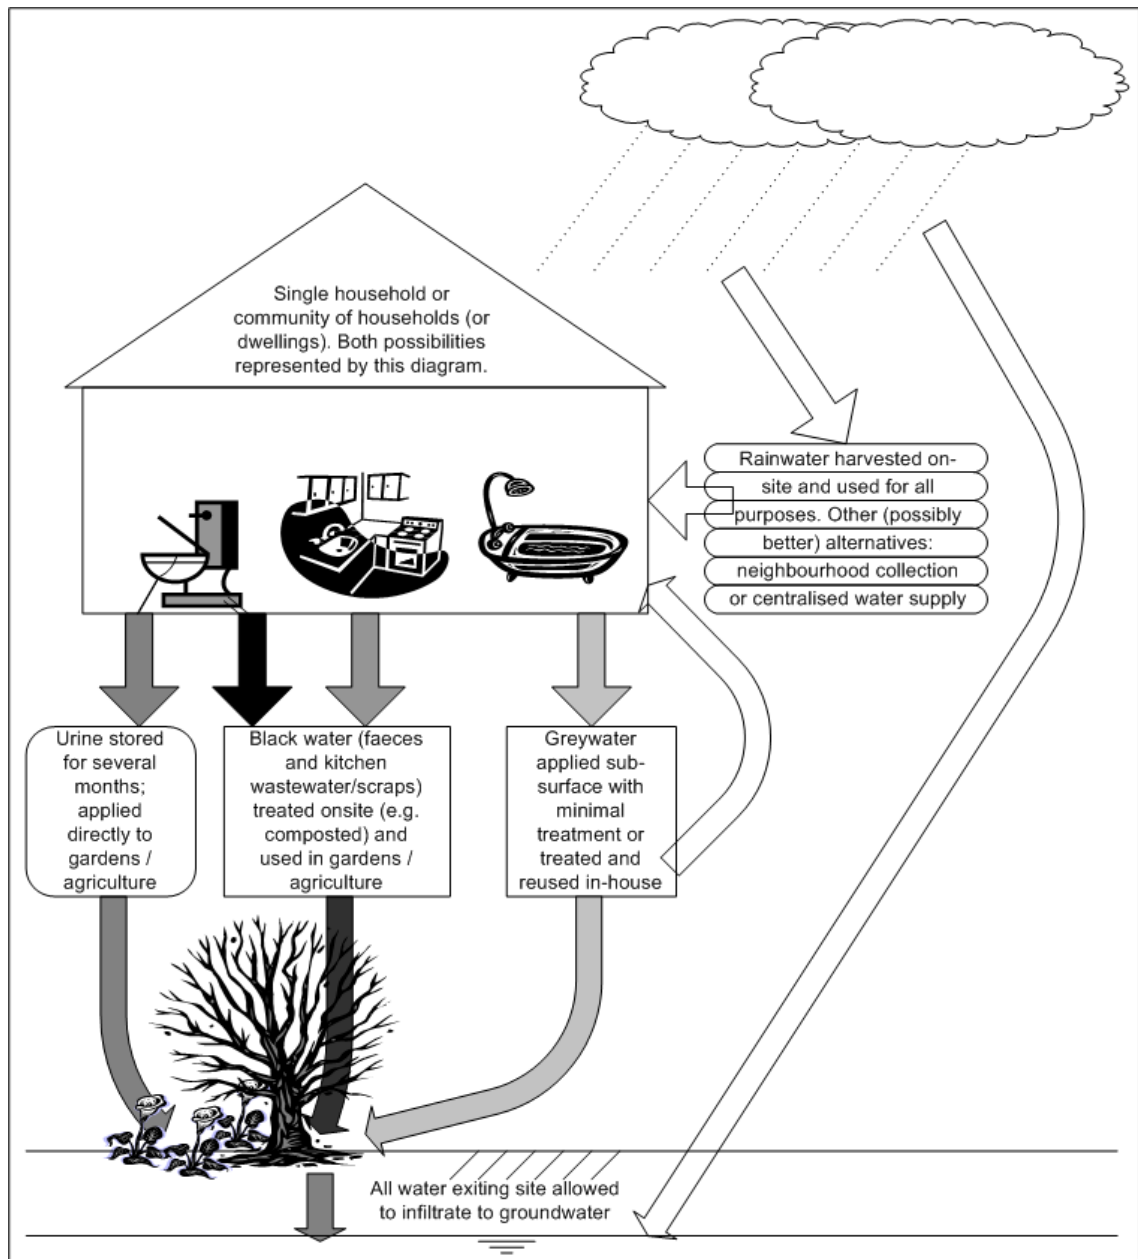 Single household or
community of households (or
dwellings). Both possibilities
represented by this diagram.
Rainwater harvested on-
site and used for all
purposes. Other (possibly
better) alternatives:
neighbourhood collection
or centralised water supply
Urine stored
for several
months;
applied
directly to
gardens /
agriculture
Black water (faeces
and kitchen
wastewater/scraps)
treated onsite (e.g.
composted) and
used in gardens /
agriculture
Greywater
applied sub-
surface with
minimal
treatment or
treated and
reused in-house
All water exiting site allowed
to infiltrate to groundwater